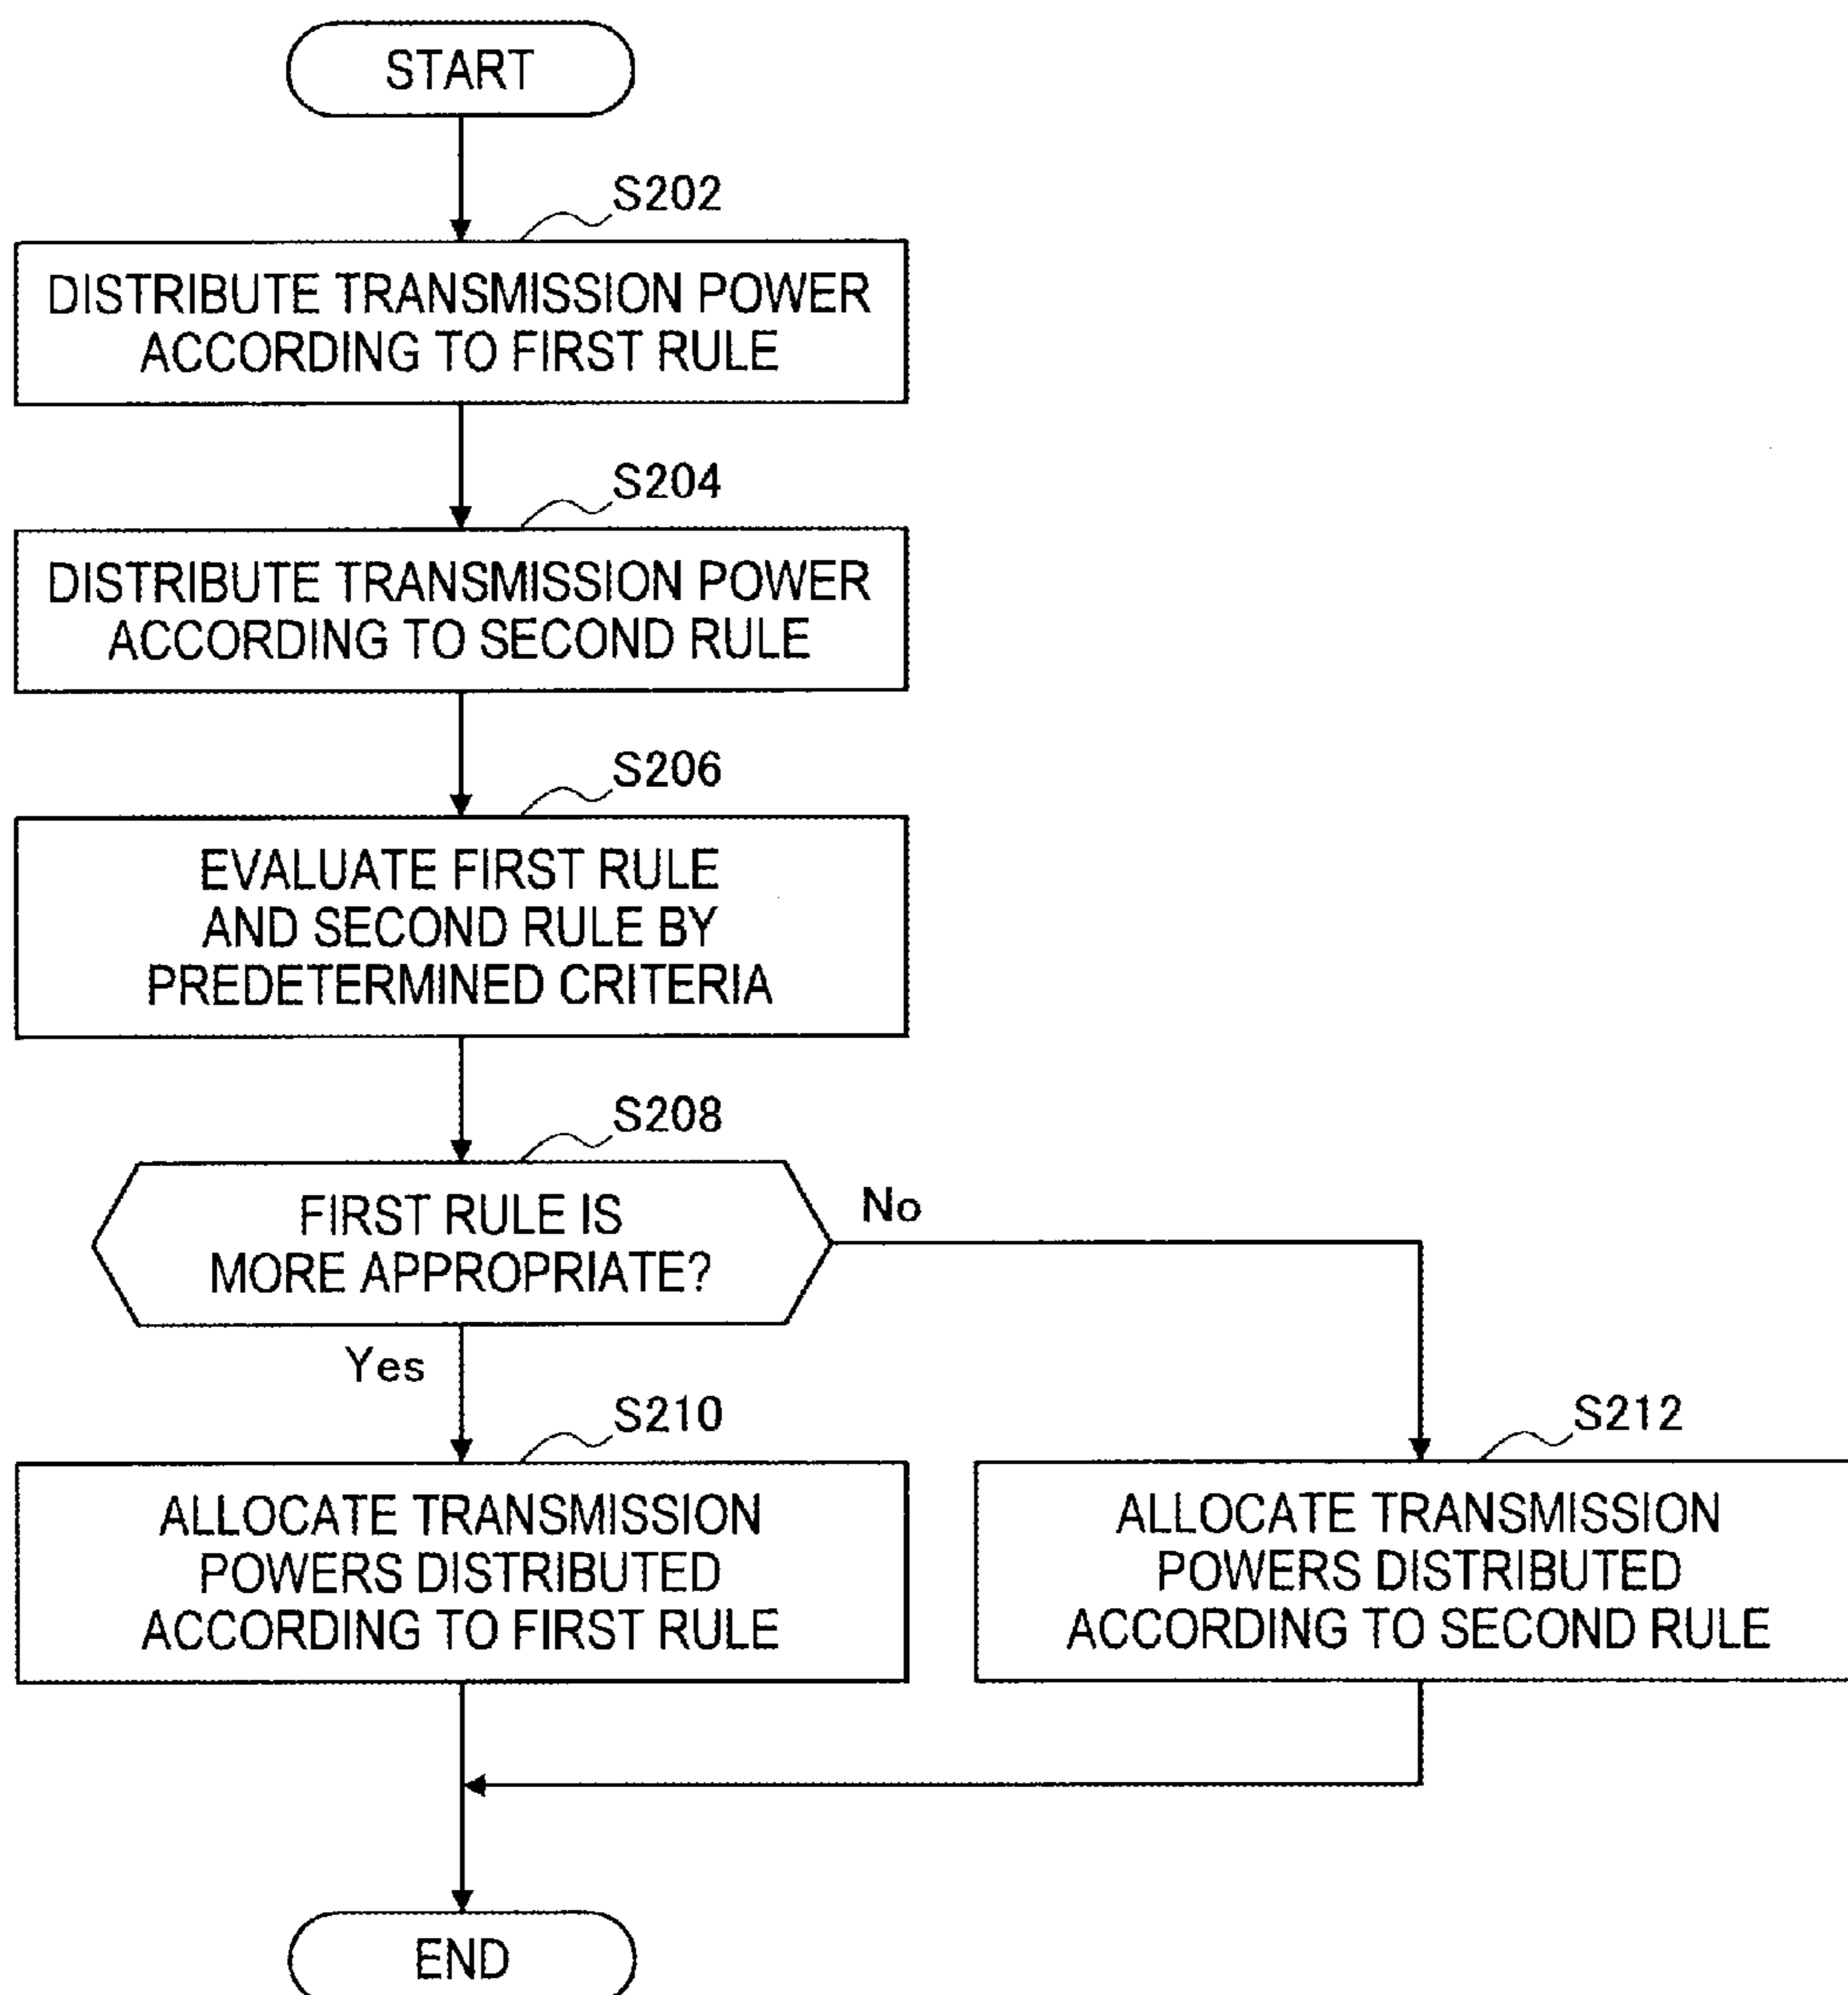 START
S202
DISTRIBUTE TRANSMISSION POWER
ACCORDING TO FIRST RULE
S204
DISTRIBUTE TRANSMISSION POWER
ACCORDING TO SECOND RULE
S206
EVALUATE FIRST RULE
AND SECOND RULE BY
PREDETERMINED CRITERIA
S208
FIRST RULE IS
MORE APPROPRIATE?
No
Yes
S210
ALLOCATE TRANSMISSION
POWERS DISTRIBUTED
ACCORDING TO FIRST RULE
S212
ALLOCATE TRANSMISSION
POWERS DISTRIBUTED
ACCORDING TO SECOND RULE
END